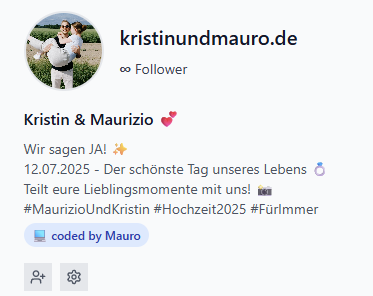 kristinundmauro.de
∞ Follower
Kristin & Maurizio 💕
Wir sagen JA! ✨
12.07.2025 - Der schönste Tag unseres Lebens 💍
Teilt eure Lieblingsmomente mit uns! 📸
#MaurizioUndKristin #Hochzeit2025 #FürImmer
💻 coded by Mauro